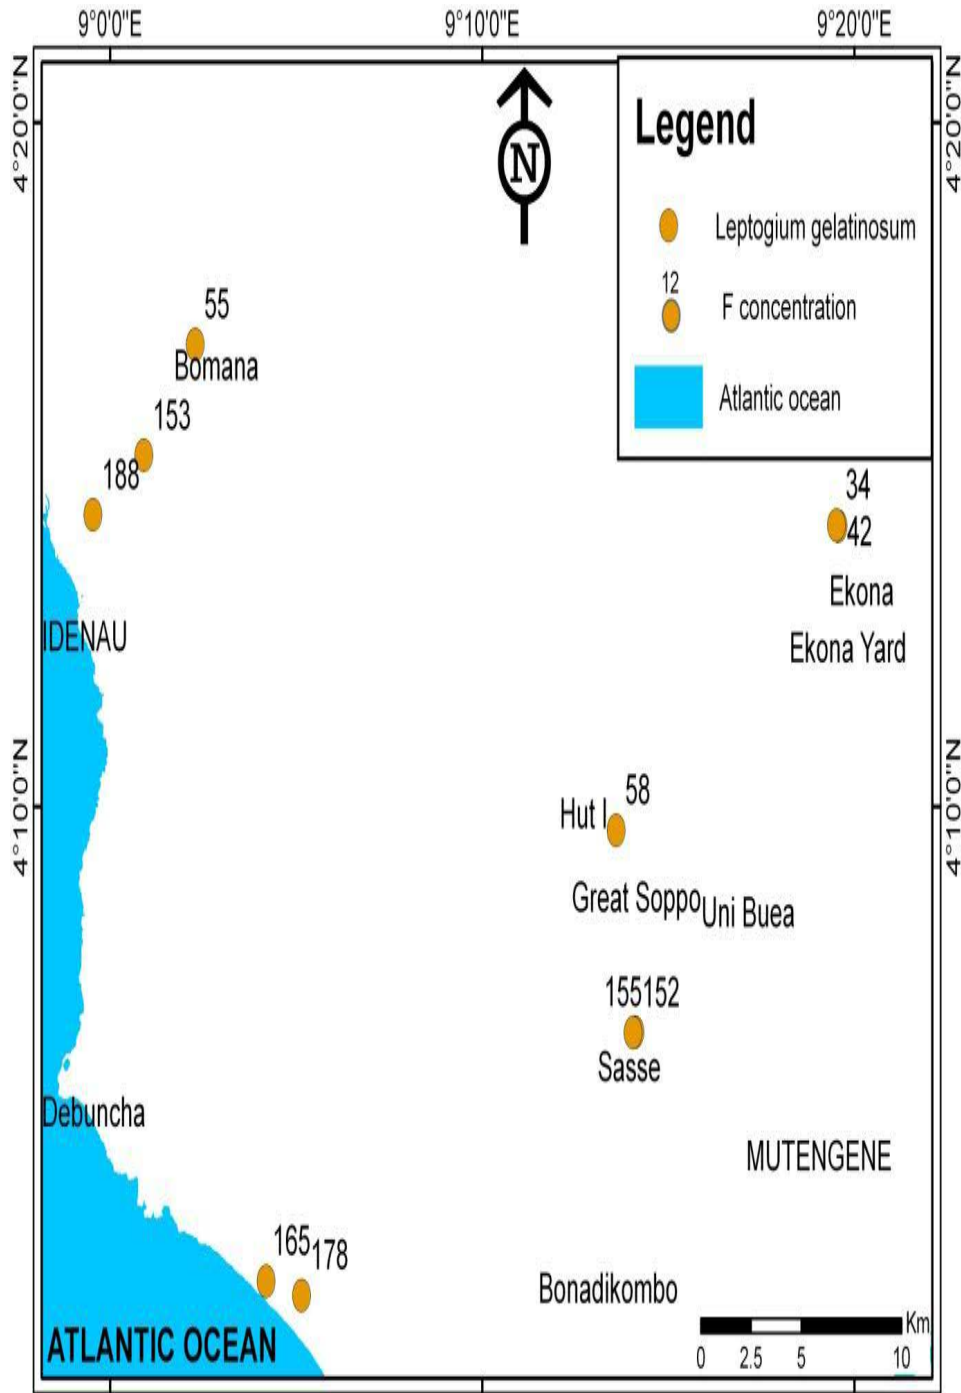 9°0'0"E
9°10'0"E
9°20'0"E
4°20'0"N
4°20'0"N
N
Legend
Leptogium gelatinosum
12
F concentration
Atlantic ocean
55
Bomana
153
188
34
42
Ekona
IDENAU
Ekona Yard
4°10'0"N
4°10'0"N
58
Hut I
Great Soppo
Uni Buea
155
152
Sasse
Debuncha
MUTENGENE
165
178
Bonadikombo
ATLANTIC OCEAN
Km
0 2.5 5 10